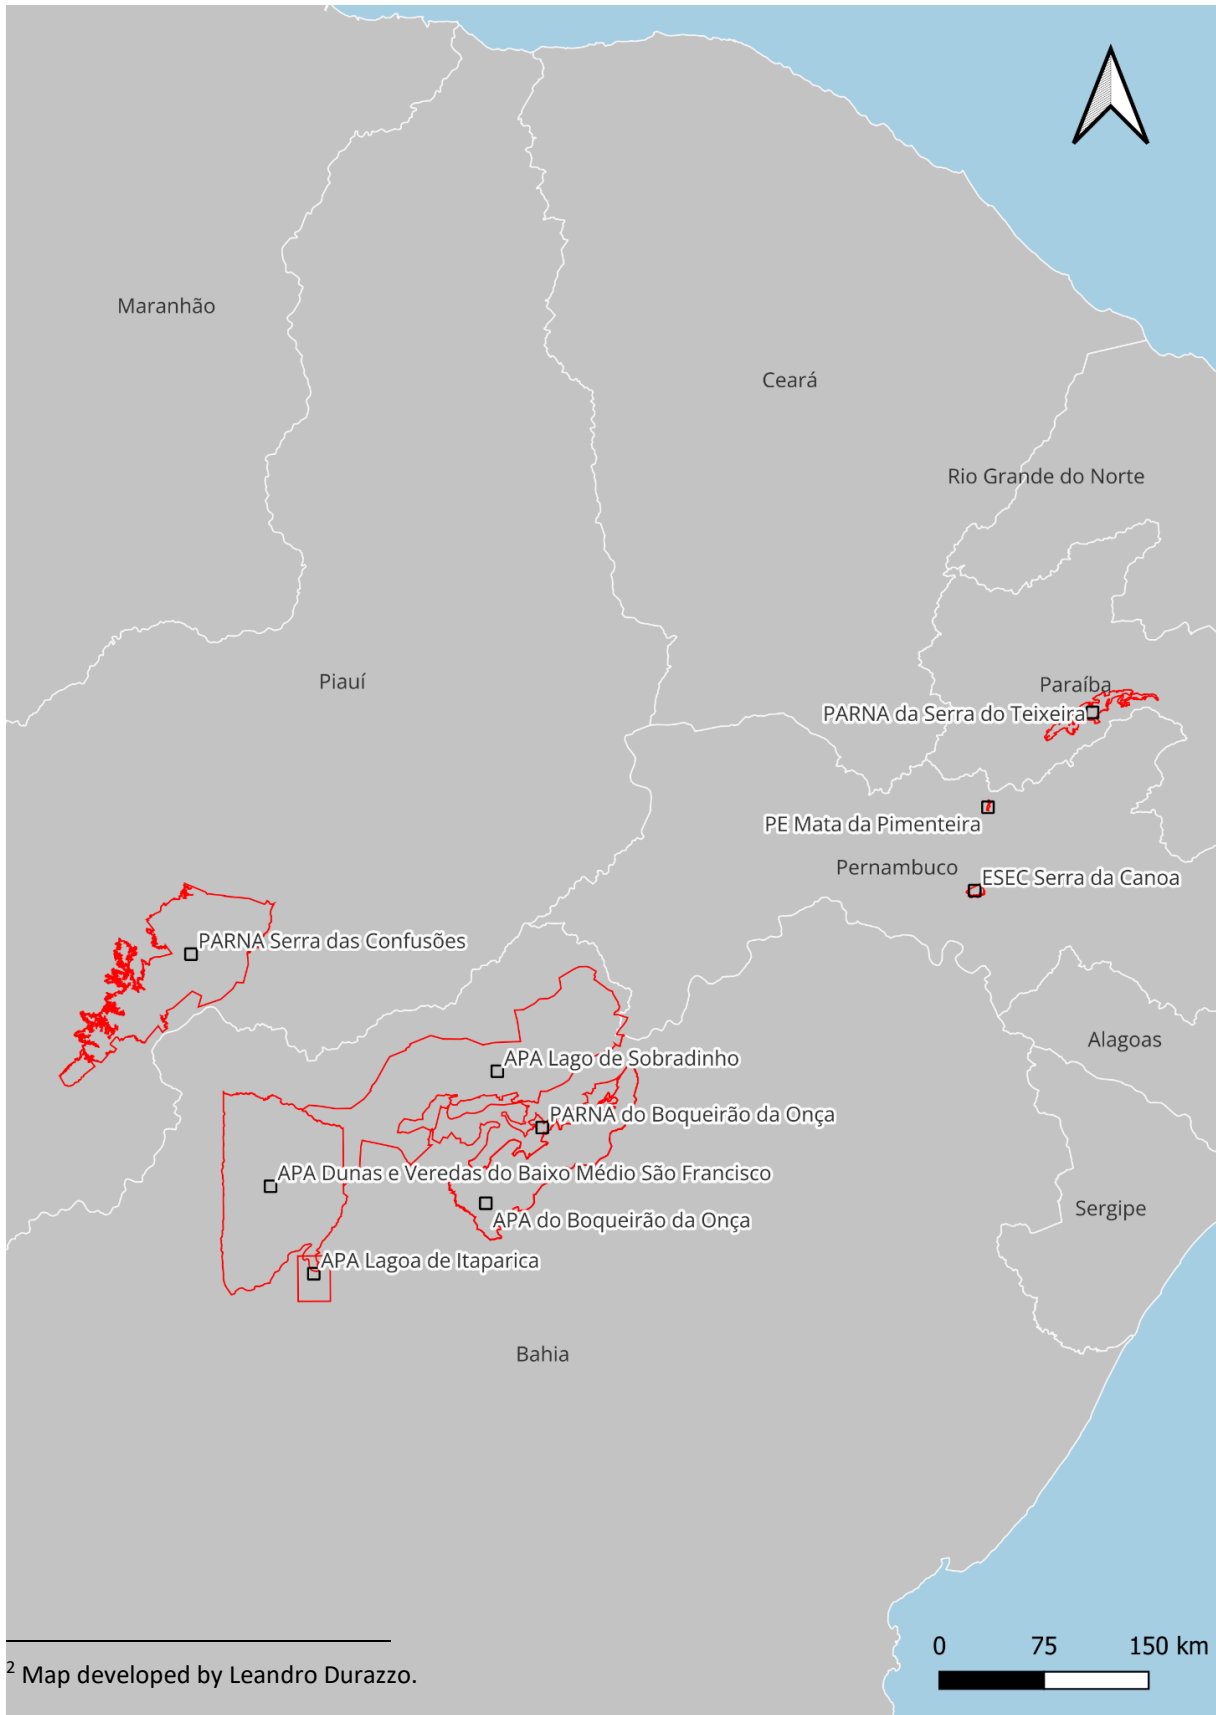 Maranhão
Ceará
Rio Grande do Norte
Piauí
Paraíba
PARNA da Serra do Teixeira
PE Mata da Pimenteira
Pernambuco
ESEC Serra da Canoa
PARNA Serra das Confusões
Alagoas
APA Lago de Sobradinho
PARNA do Boqueirão da Onça
APA Dunas e Veredas do Baixo Médio São Francisco
Sergipe
APA do Boqueirão da Onça
APA Lagoa de Itaparica
Bahia
0 75 150 km
2 Map developed by Leandro Durazzo.